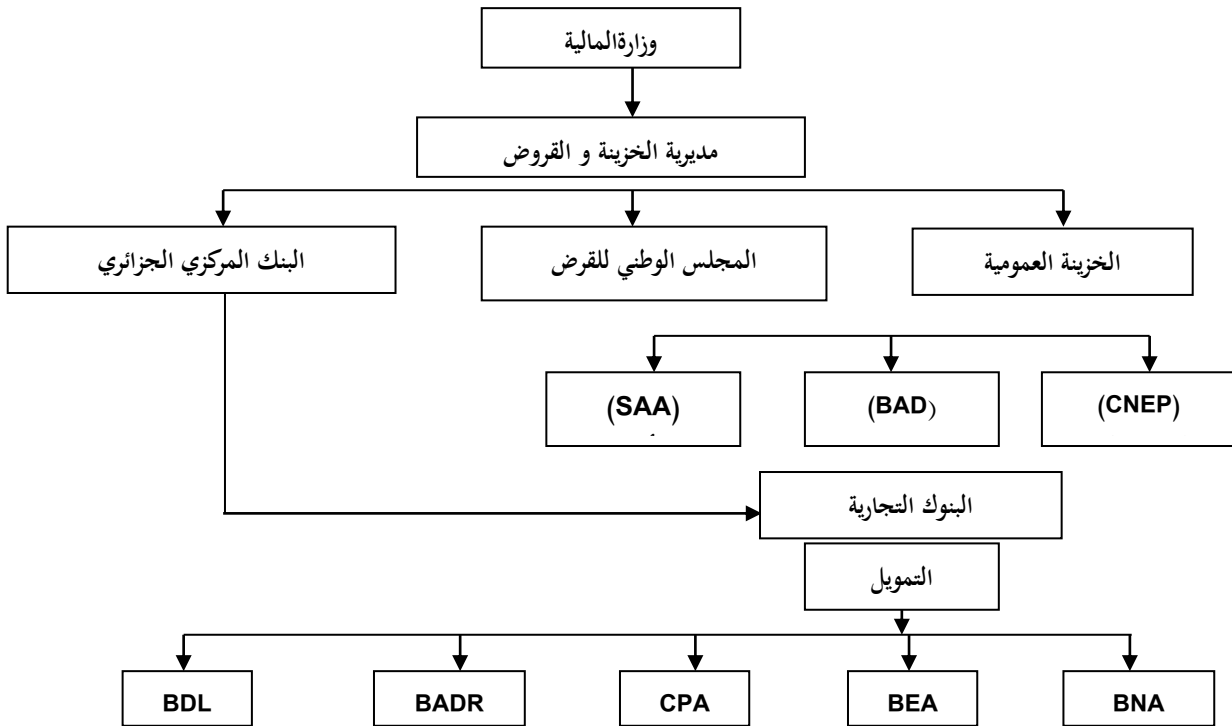 وزارةالمالية
مديرية الخزينة و القروض
الخزينة العمومية
المجلس الوطني للقرض
البنك المركزي الجزائري
(CNEP)
(BAD)
(SAA)
البنوك التجارية
التمويل
BNA
BEA
CPA
BADR
BDL